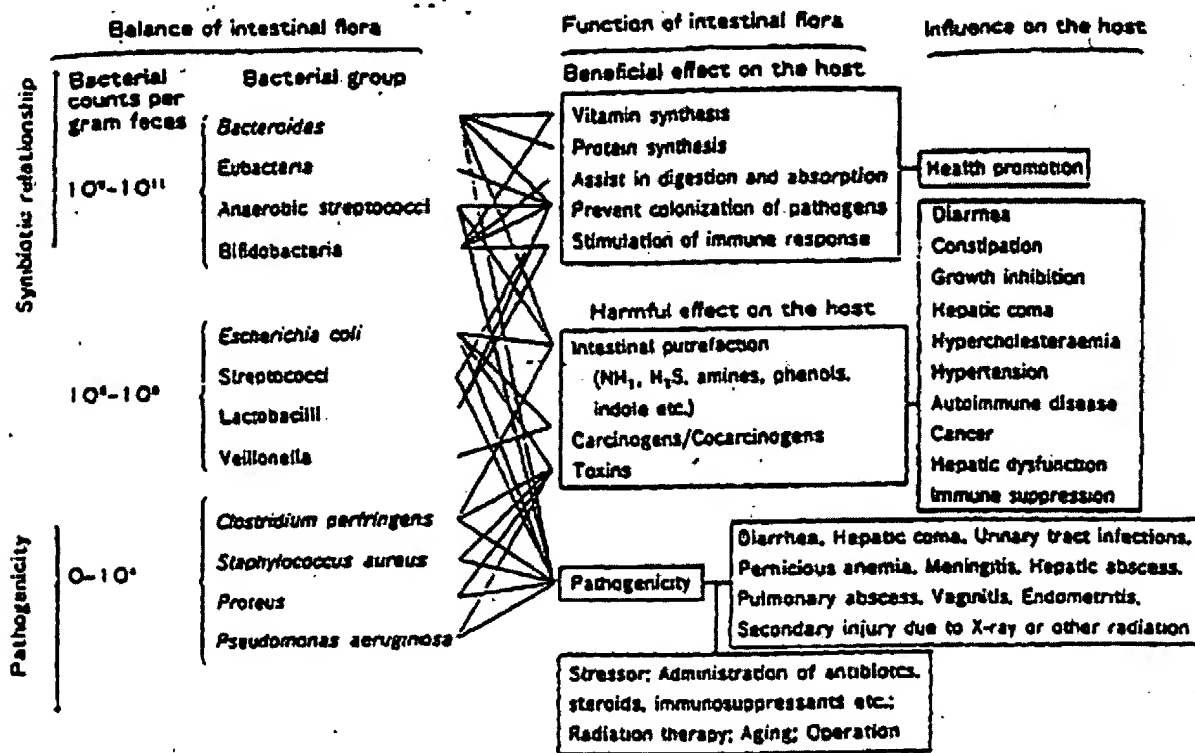 Balance of intestinal flora
Function of intestinal flora
Influence on the host
Symbiotic relationship
Pathogenicity
Bacterial
counts per
gram feces
Bacterial group
10⁹-10¹¹
Bacteroides
Eubacteria
Anaerobic streptococci
Bifidobacteria
Escherichia coli
Streptococci
Lactobacilli
Veillonella
Clostridium perfringens
Staphylococcus aureus
Proteus
Pseudomonas aeruginosa
Beneficial effect on the host
Vitamin synthesis
Protein synthesis
Assist in digestion and absorption
Prevent colonization of pathogens
Stimulation of immune response
Harmful effect on the host
Intestinal putrefaction
(NH₃, H₂S, amines, phenols,
indole etc.)
Carcinogens/Cocarcinogens
Toxins
Pathogenicity
Health promotion
Diarrhea
Constipation
Growth inhibition
Hepatic coma
Hypercholesteraemia
Hypertension
Autoimmune disease
Cancer
Hepatic dysfunction
Immune suppression
Diarrhea, Hepatic coma, Urinary tract infections,
Pernicious anemia, Meningitis, Hepatic abscess,
Pulmonary abscess, Vaginitis, Endometritis,
Secondary injury due to X-ray or other radiation
Stressor: Administration of antibiotcs,
steroids, immunosuppressants etc.;
Radiation therapy; Aging; Operation